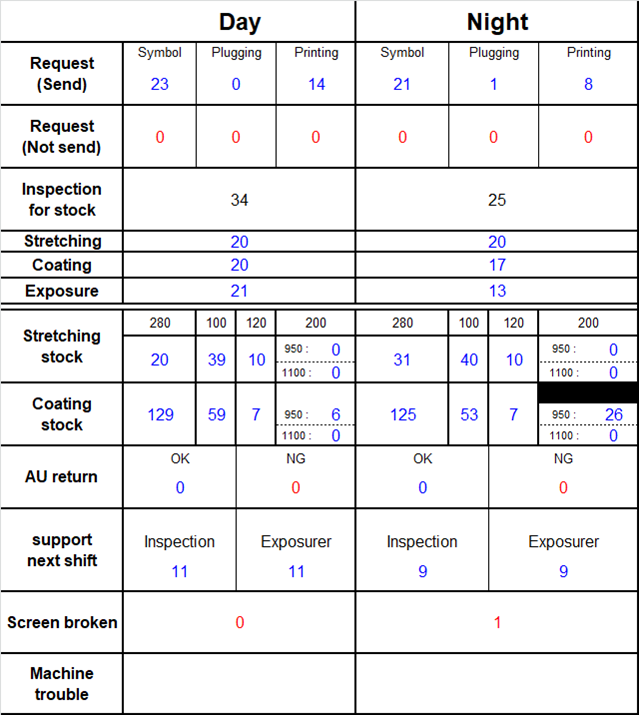 Day Night
Request (Send) Symbol Plugging Printing Symbol Plugging Printing
23 0 14 21 1 8
Request (Not send) 0 0 0 0 0 0
Inspection for stock 34 25
Stretching 20 20
Coating 20 17
Exposure 21 13
280 100 120 200 280 100 120 200
Stretching stock 20 39 10 950 : 0 31 40 10 950 : 0
1100 : 0 1100 : 0
Coating stock 129 59 7 950 : 6 125 53 7 950 : 26
1100 : 0 1100 : 0
AU return OK NG OK NG
0 0 0 0
support next shift Inspection Exposurer Inspection Exposurer
11 11 9 9
Screen broken 0 1
Machine trouble